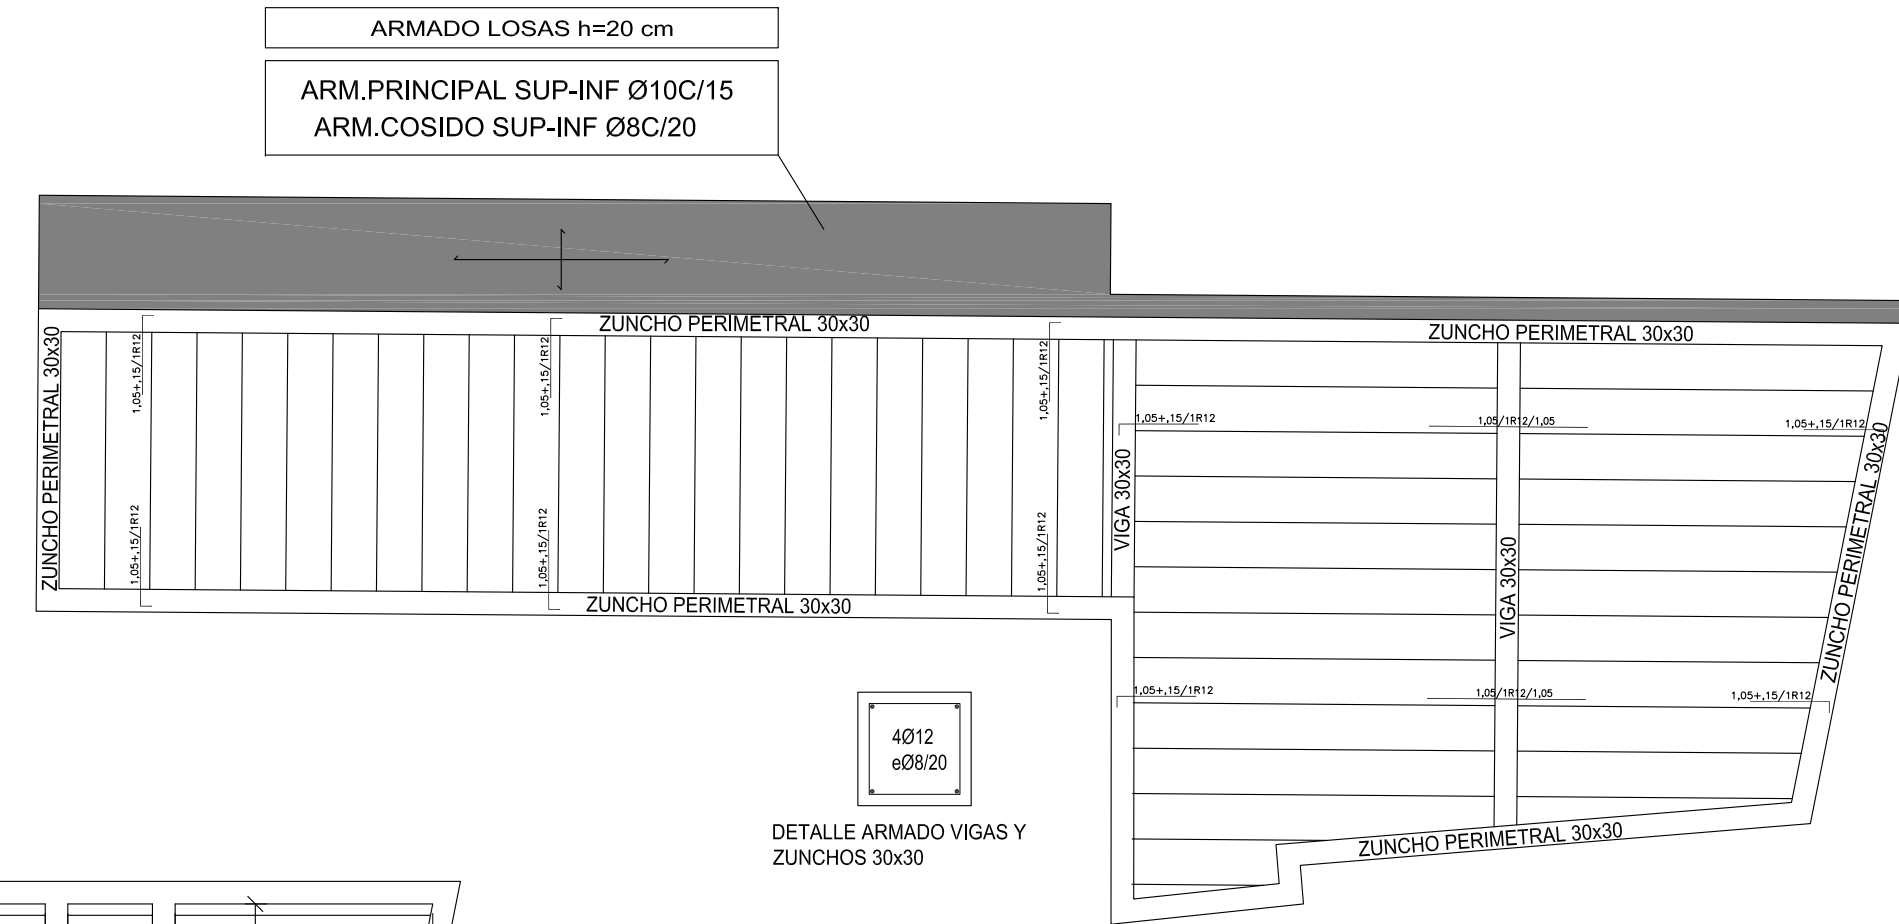 ARMADO LOSAS h=20 cm
ARM.PRINCIPAL SUP-INF Ø10C/15
ARM.COSIDO SUP-INF Ø8C/20
ZUNCHO PERIMETRAL 30x30
ZUNCHO PERIMETRAL 30x30
ZUNCHO PERIMETRAL 30x30
1,05+,15/1R12
1,05+,15/1R12
1,05+,15/1R12
1,05+,15/1R12
1,05/1R12/1,05
1,05+,15/1R12
VIGA 30x30
ZUNCHO PERIMETRAL 30x30
1,05+,15/1R12
1,05+,15/1R12
1,05+,15/1R12
VIGA 30x30
ZUNCHO PERIMETRAL 30x30
1,05+,15/1R12
1,05/1R12/1,05
1,05+,15/1R12
4Ø12
eØ8/20
DETALLE ARMADO VIGAS Y
ZUNCHOS 30x30
ZUNCHO PERIMETRAL 30x30